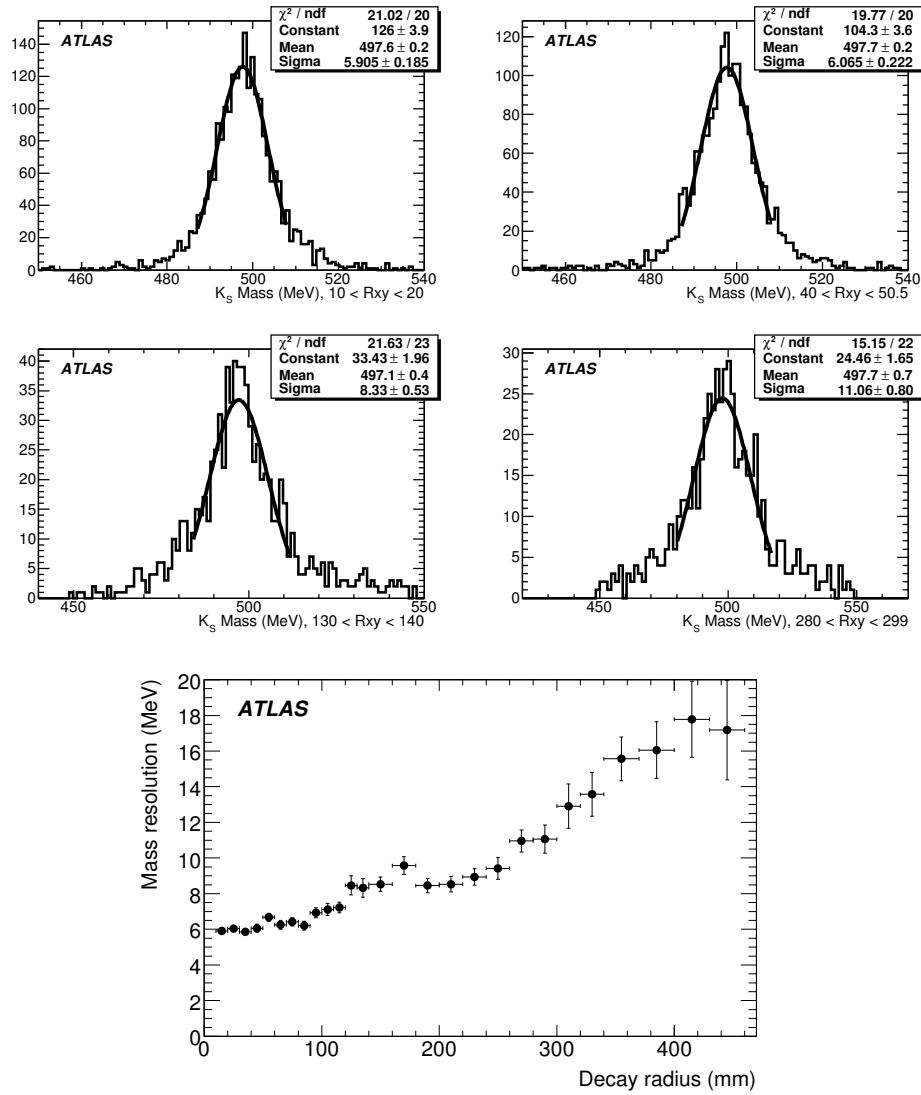 χ² / ndf 21.02 / 20
Constant 126 ± 3.9
Mean 497.6 ± 0.2
Sigma 5.905 ± 0.185
ATLAS
140
120
100
80
60
40
20
0
460 480 500 520 540
K_S Mass (MeV), 10 < Rxy < 20
χ² / ndf 19.77 / 20
Constant 104.3 ± 3.6
Mean 497.7 ± 0.2
Sigma 6.065 ± 0.222
ATLAS
120
100
80
60
40
20
0
460 480 500 520 540
K_S Mass (MeV), 40 < Rxy < 50.5
χ² / ndf 21.63 / 23
Constant 33.43 ± 1.96
Mean 497.1 ± 0.4
Sigma 8.33 ± 0.53
ATLAS
40
35
30
25
20
15
10
5
0
450 500 550
K_S Mass (MeV), 130 < Rxy < 140
χ² / ndf 15.15 / 22
Constant 24.46 ± 1.65
Mean 497.7 ± 0.7
Sigma 11.06 ± 0.80
ATLAS
30
25
20
15
10
5
0
450 500 550
K_S Mass (MeV), 280 < Rxy < 299
Mass resolution (MeV)
ATLAS
20
18
16
14
12
10
8
6
4
2
0
0 100 200 300 400
Decay radius (mm)